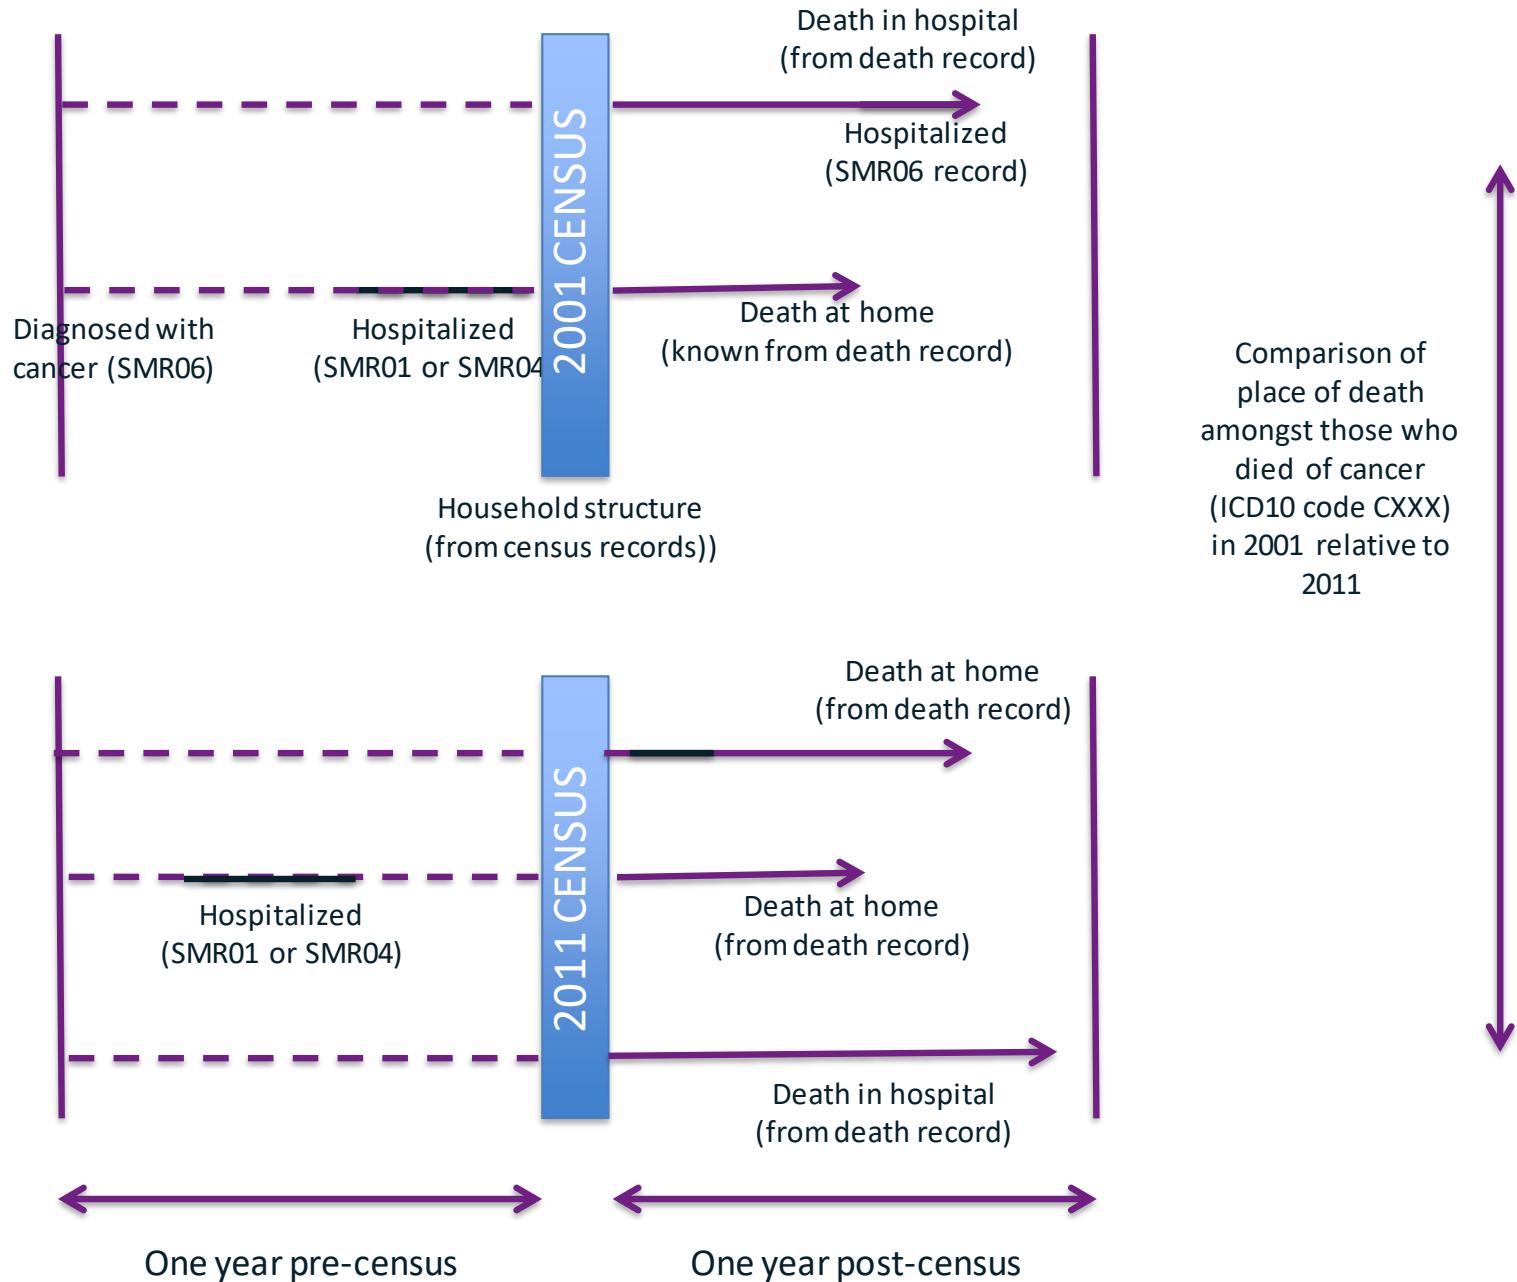 Death in hospital
(from death record)
Hospitalized
(SMR06 record)
2001 CENSUS
Diagnosed with
cancer (SMR06)
Hospitalized
(SMR01 or SMR04
Death at home
(known from death record)
Household structure
(from census records))
Comparison of
place of death
amongst those who
died of cancer
(ICD10 code CXXX)
in 2001 relative to
2011
Death at home
(from death record)
2011 CENSUS
Hospitalized
(SMR01 or SMR04)
Death at home
(from death record)
Death in hospital
(from death record)
One year pre-census
One year post-census